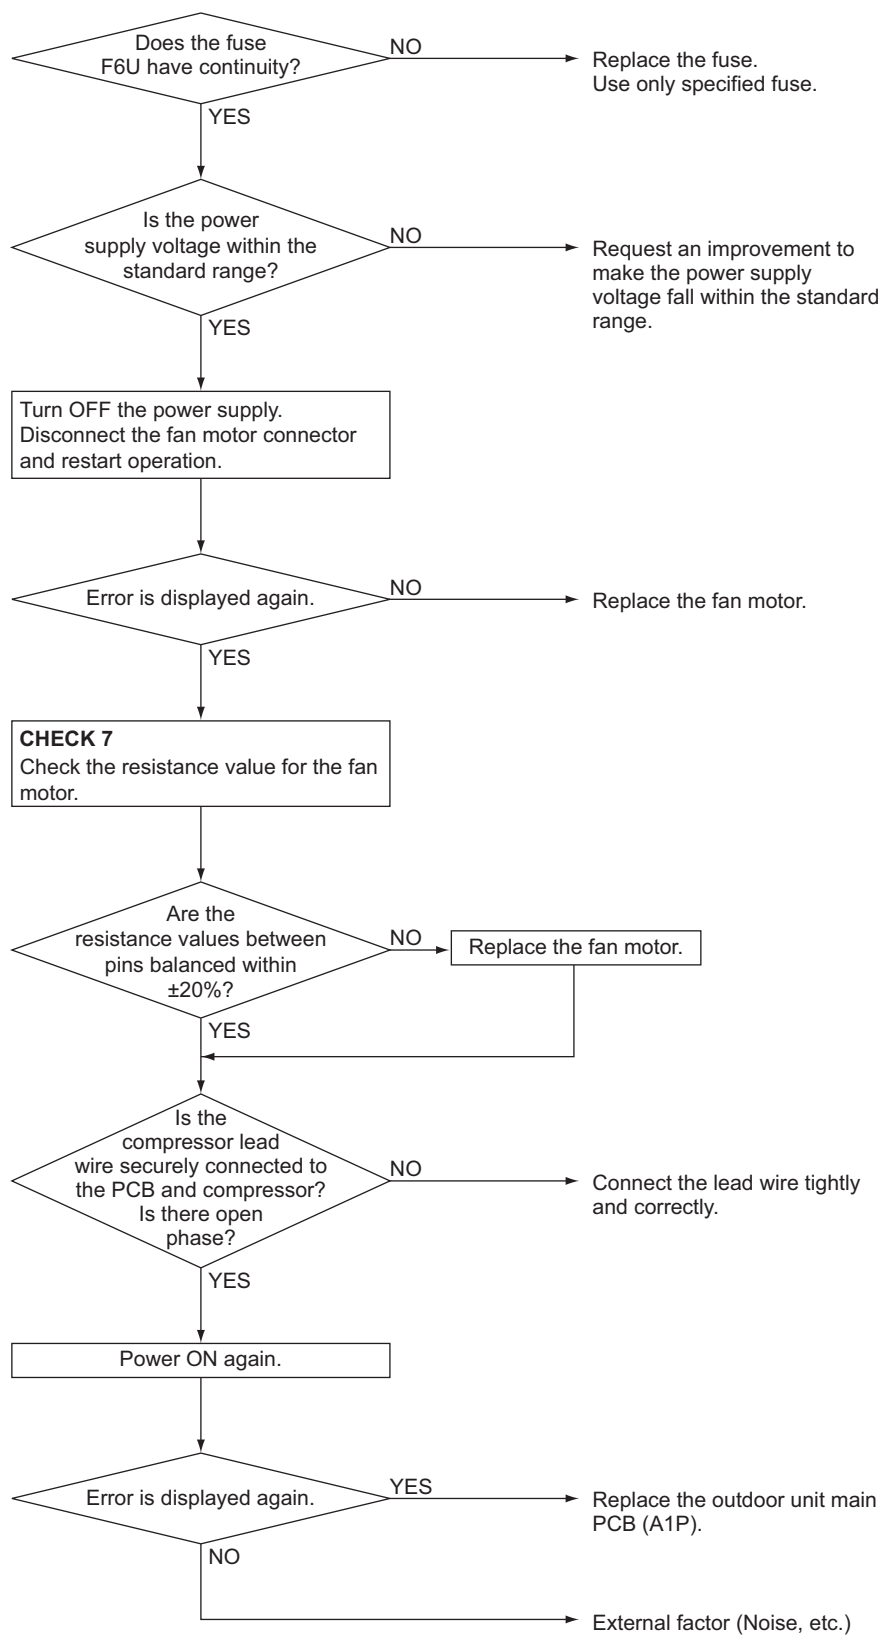 Does the fuse
F6U have continuity?
NO
Replace the fuse.
Use only specified fuse.
YES
Is the power
supply voltage within the
standard range?
NO
Request an improvement to
make the power supply
voltage fall within the standard
range.
YES
Turn OFF the power supply.
Disconnect the fan motor connector
and restart operation.
Error is displayed again.
NO
Replace the fan motor.
YES
CHECK 7
Check the resistance value for the fan
motor.
Are the
resistance values between
pins balanced within
±20%?
NO
Replace the fan motor.
YES
Is the
compressor lead
wire securely connected to
the PCB and compressor?
Is there open
phase?
NO
Connect the lead wire tightly
and correctly.
YES
Power ON again.
Error is displayed again.
YES
Replace the outdoor unit main
PCB (A1P).
NO
External factor (Noise, etc.)